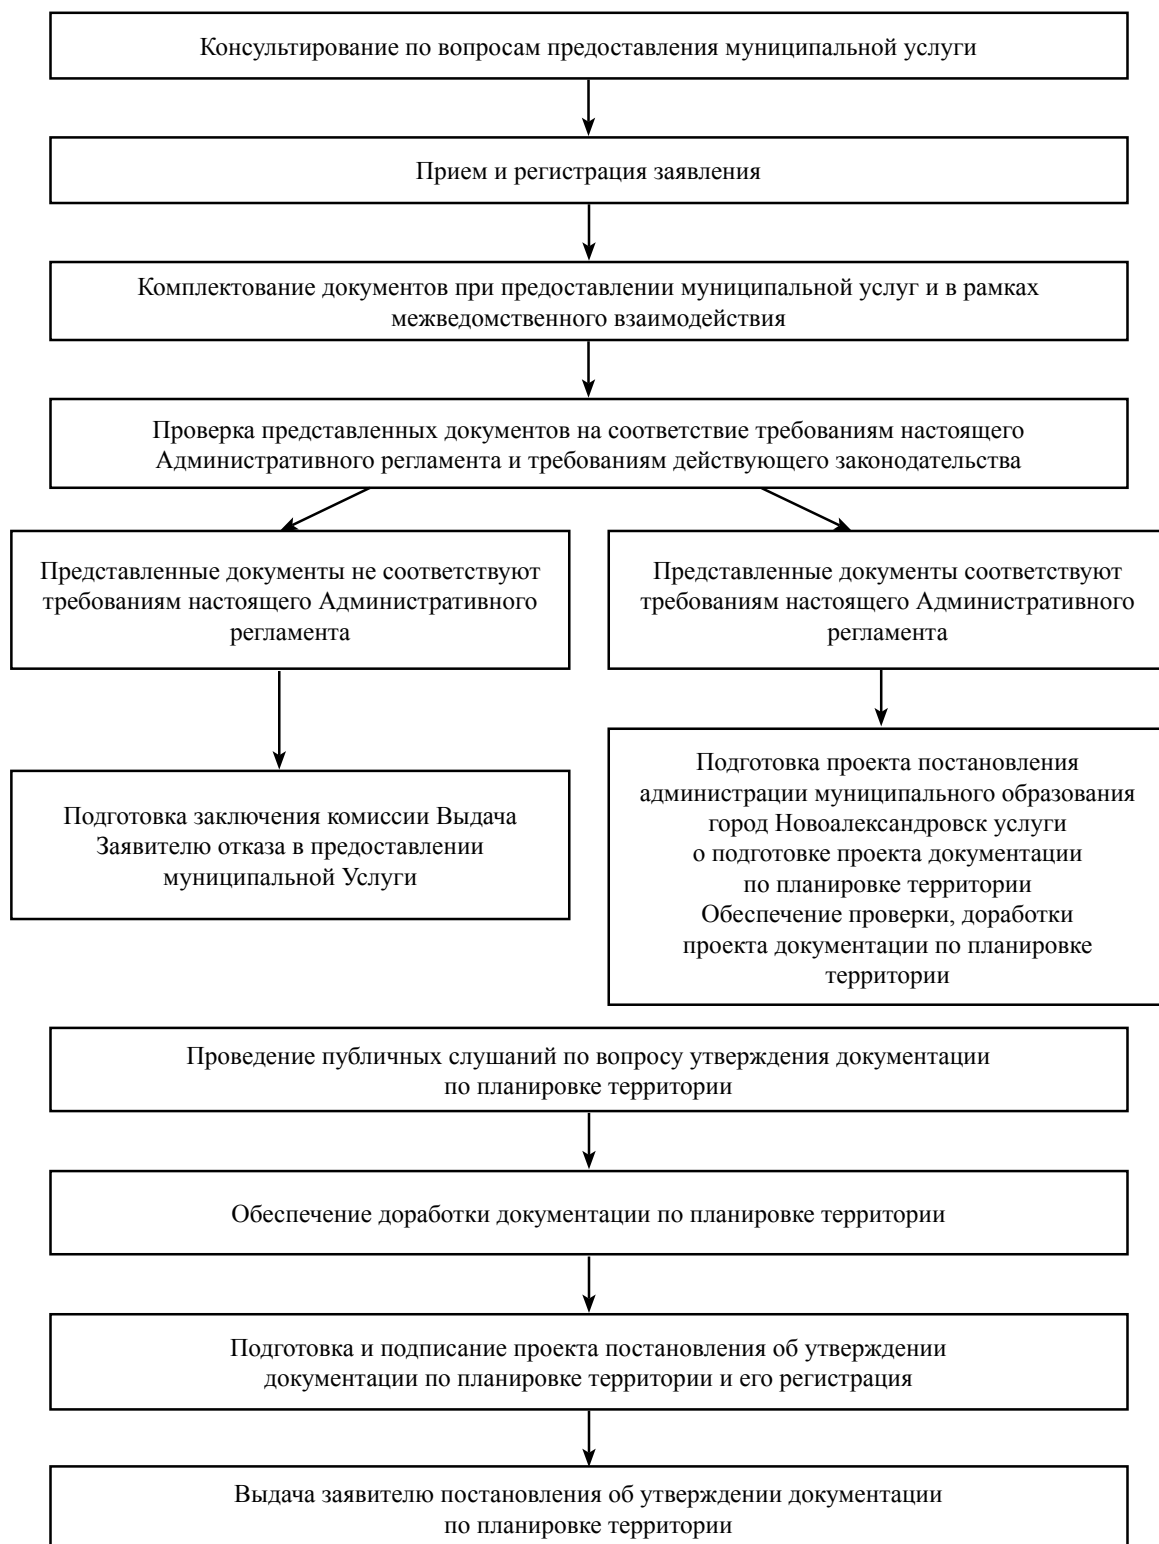 Консультирование по вопросам предоставления муниципальной услуги
Прием и регистрация заявления
Комплектование документов при предоставлении муниципальной услуг и в рамках
межведомственного взаимодействия
Проверка представленных документов на соответствие требованиям настоящего
Административного регламента и требованиям действующего законодательства
Представленные документы не соответствуют
требованиям настоящего Административного
регламента
Представленные документы соответствуют
требованиям настоящего Административного
регламента
Подготовка заключения комиссии Выдача
Заявителю отказа в предоставлении
муниципальной Услуги
Подготовка проекта постановления
администрации муниципального образования
город Новоалександровск услуги
о подготовке проекта документации
по планировке территории
Обеспечение проверки, доработки
проекта документации по планировке
территории
Проведение публичных слушаний по вопросу утверждения документации
по планировке территории
Обеспечение доработки документации по планировке территории
Подготовка и подписание проекта постановления об утверждении
документации по планировке территории и его регистрация
Выдача заявителю постановления об утверждении документации
по планировке территории